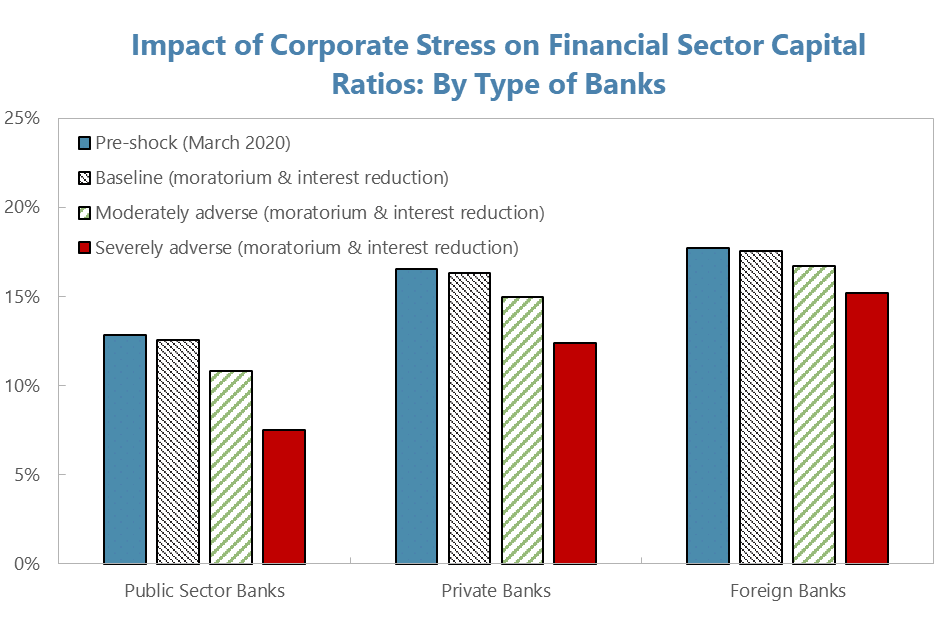 Impact of Corporate Stress on Financial Sector Capital
Ratios: By Type of Banks
25%
20%
15%
10%
5%
0%
Pre-shock (March 2020)
Baseline (moratorium & interest reduction)
Moderately adverse (moratorium & interest reduction)
Severely adverse (moratorium & interest reduction)
Public Sector Banks
Private Banks
Foreign Banks